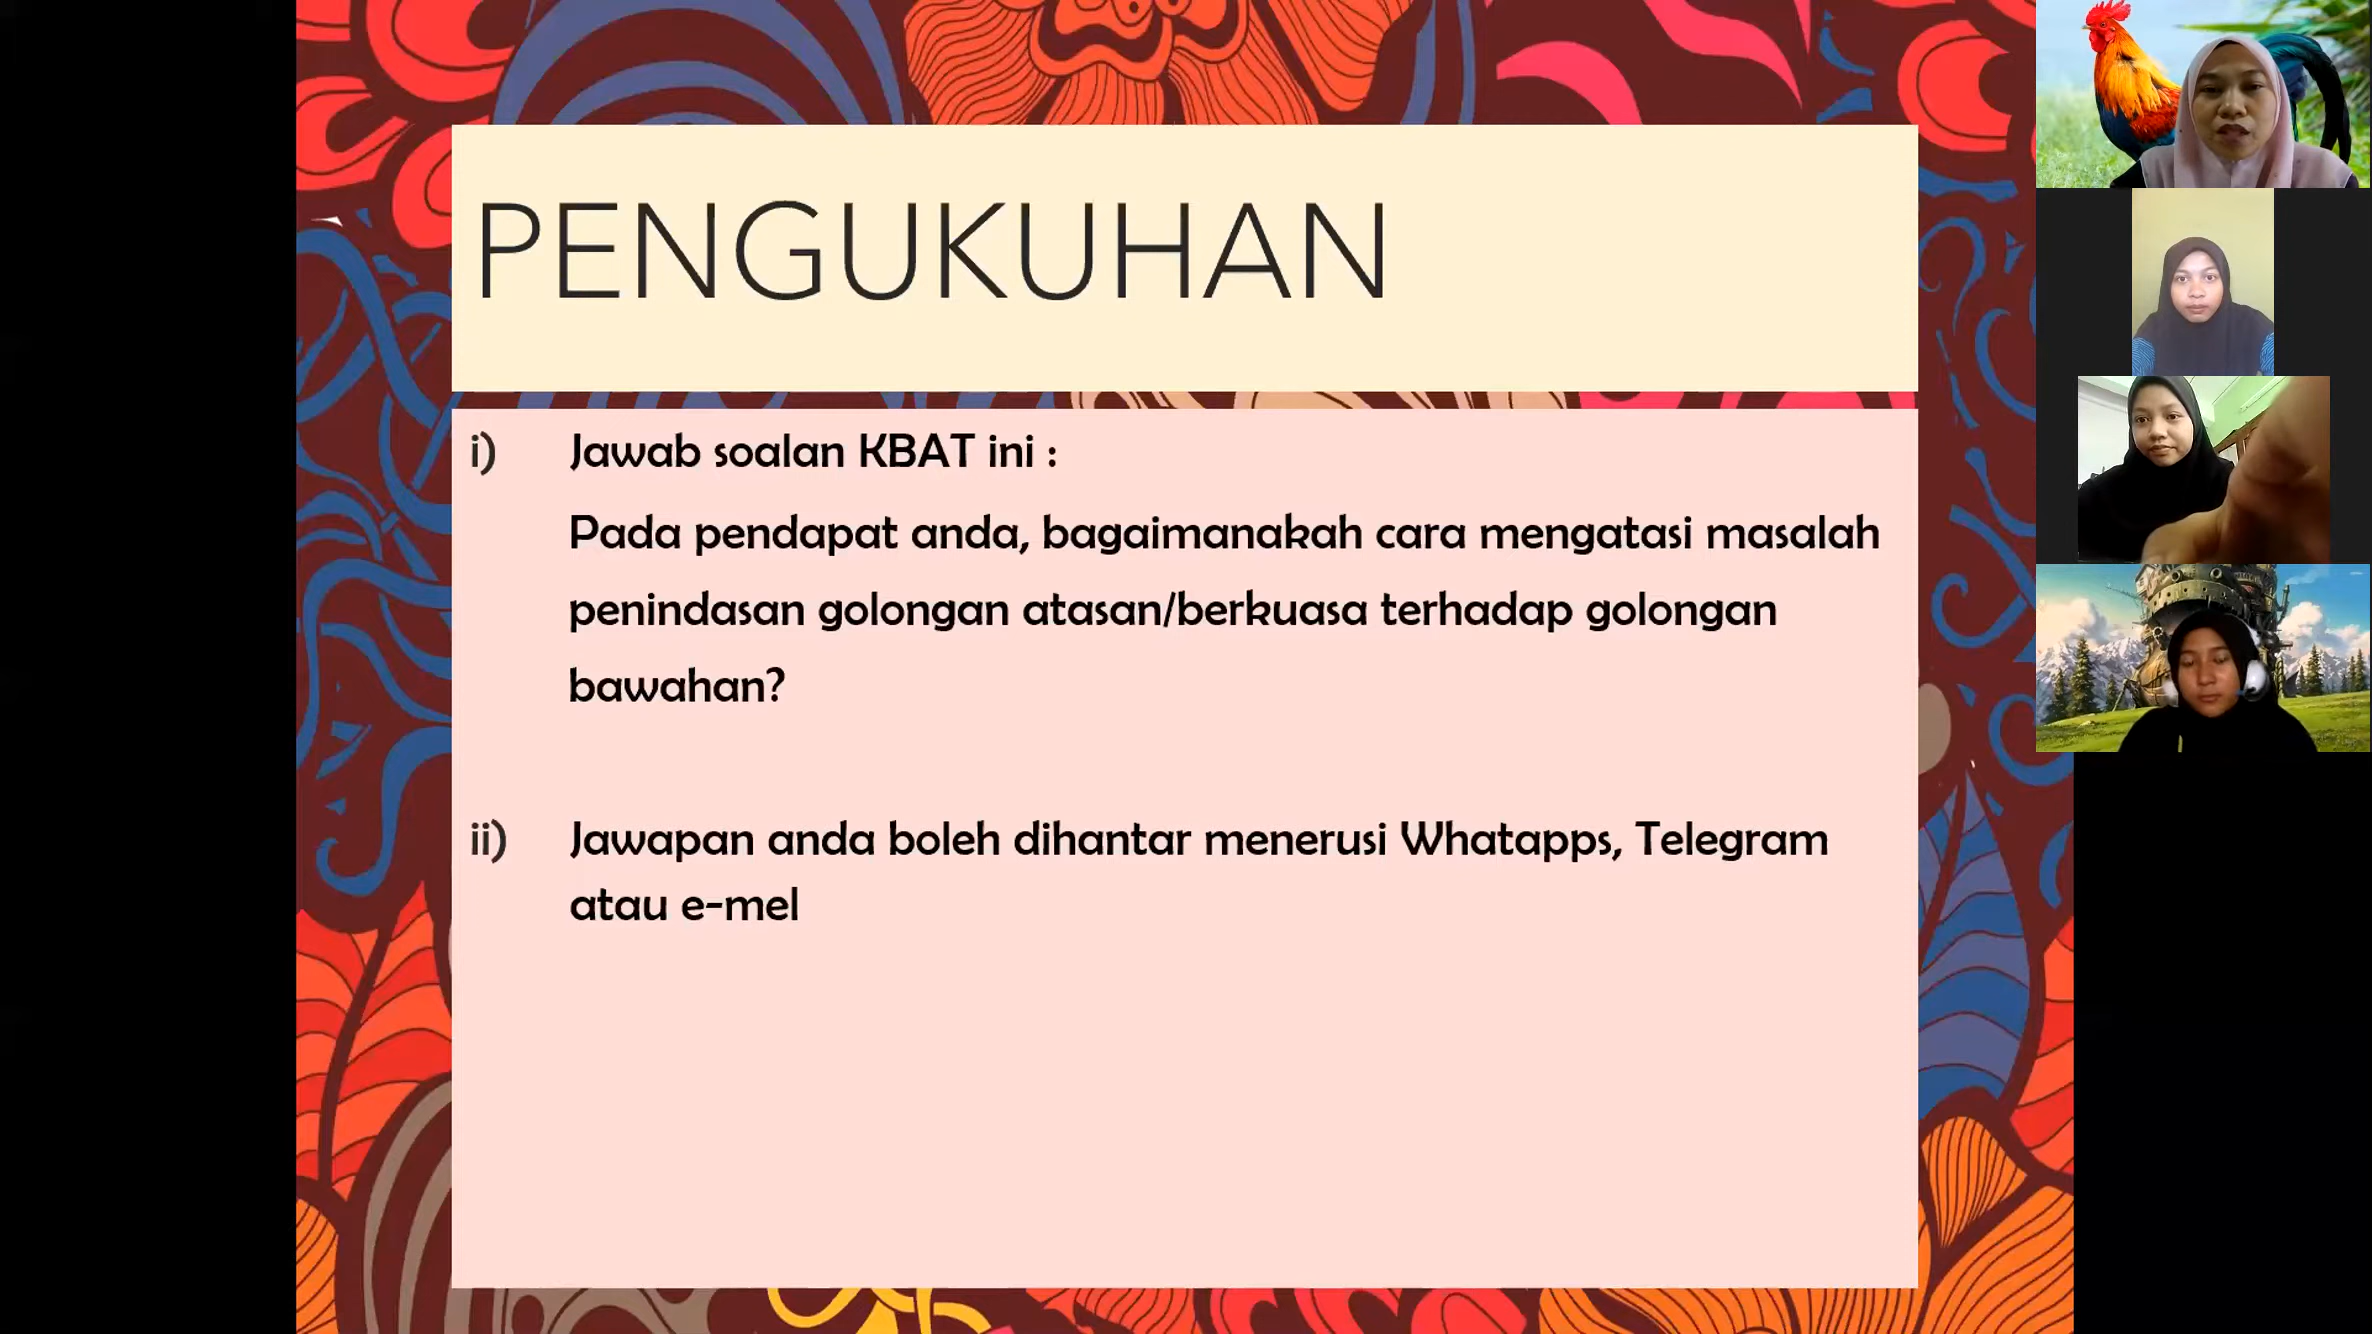 PENGUKUHAN
i) Jawab soalan KBAT ini :
Pada pendapat anda, bagaimanakah cara mengatasi masalah
penindasan golongan atasan/berkuasa terhadap golongan
bawahan?
ii) Jawapan anda boleh dihantar menerusi Whatapps, Telegram
atau e-mel